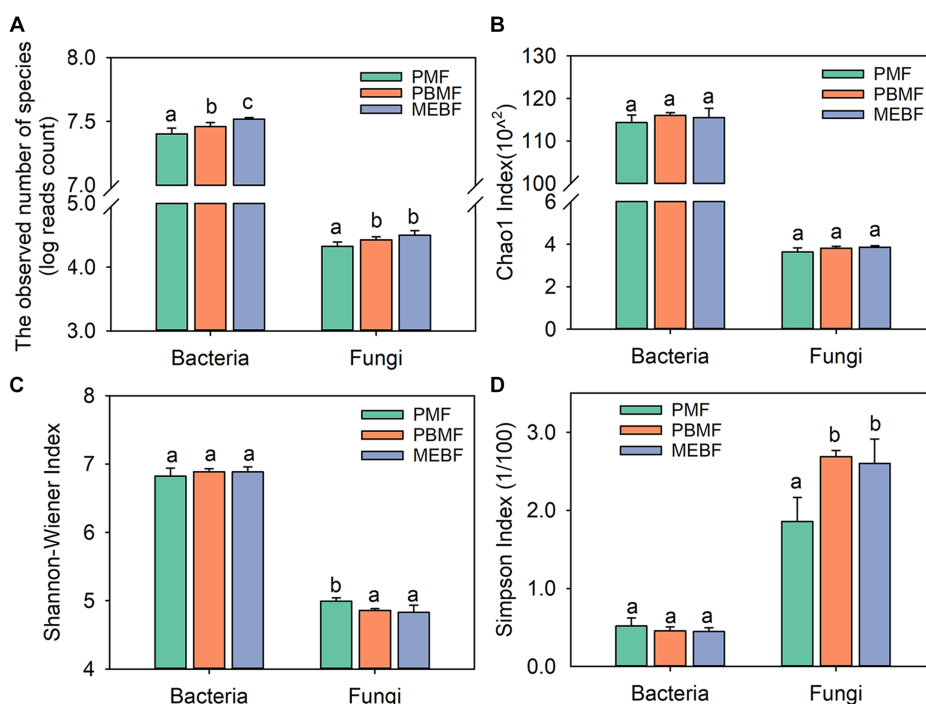 A
The observed number of species
(log reads count)
8.0
7.5
7.0
5.0
4.0
3.0
PMF
PBMF
MEBF
a b c
a b b
Bacteria Fungi
B
Chao1 Index(10^2)
130
115
100
6
4
2
0
PMF
PBMF
MEBF
a a a
a a a
Bacteria Fungi
C
Shannon-Wiener Index
8
7
6
5
4
PMF
PBMF
MEBF
a a a
b a a
Bacteria Fungi
D
Simpson Index (1/100)
3.0
2.0
1.0
0.0
PMF
PBMF
MEBF
a a a
a b b
Bacteria Fungi